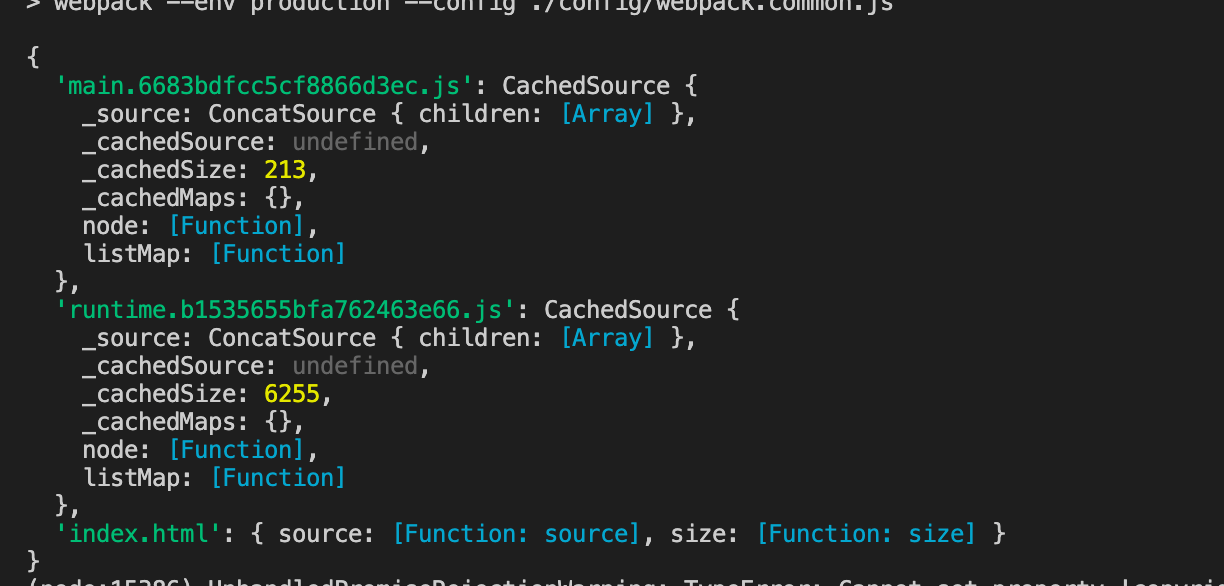 > webpack --env production --config ./config/webpack.common.js
{
'main.6683bdfcc5cf8866d3ec.js': CachedSource {
_source: ConcatSource { children: [Array] },
_cachedSource: undefined,
_cachedSize: 213,
_cachedMaps: {},
node: [Function],
listMap: [Function]
},
'runtime.b1535655bfa762463e66.js': CachedSource {
_source: ConcatSource { children: [Array] },
_cachedSource: undefined,
_cachedSize: 6255,
_cachedMaps: {},
node: [Function],
listMap: [Function]
},
'index.html': { source: [Function: source], size: [Function: size] }
}
(node:15386) UnhandledPromiseRejectionWarning: TypeError: Cannot set property